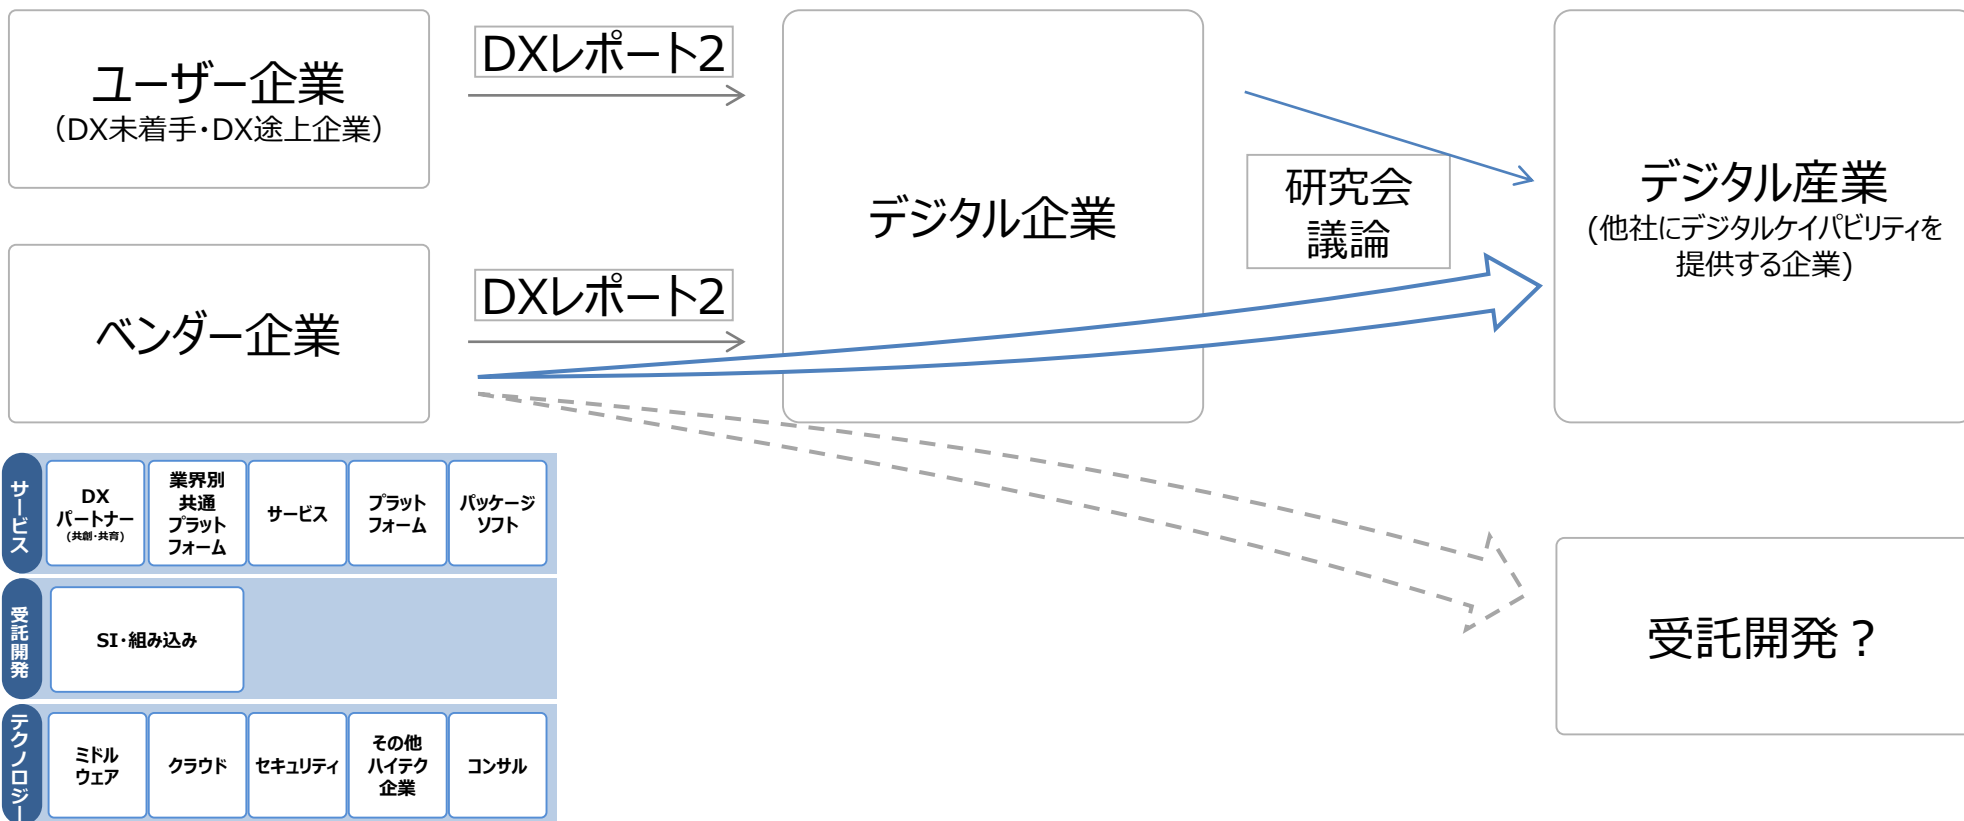 ユーザー企業
（DX未着手・DX途上企業）
DXレポート2
デジタル企業
研究会
議論
デジタル産業
(他社にデジタルケイパビリティを
提供する企業)
ベンダー企業
DXレポート2
受託開発？
サービス
DX
パートナー
(共創・共育)
業界別
共通
プラット
フォーム
サービス
プラット
フォーム
パッケージ
ソフト
受託開発
SI・組み込み
テクノロジー
ミドル
ウェア
クラウド
セキュリティ
その他
ハイテク
企業
コンサル